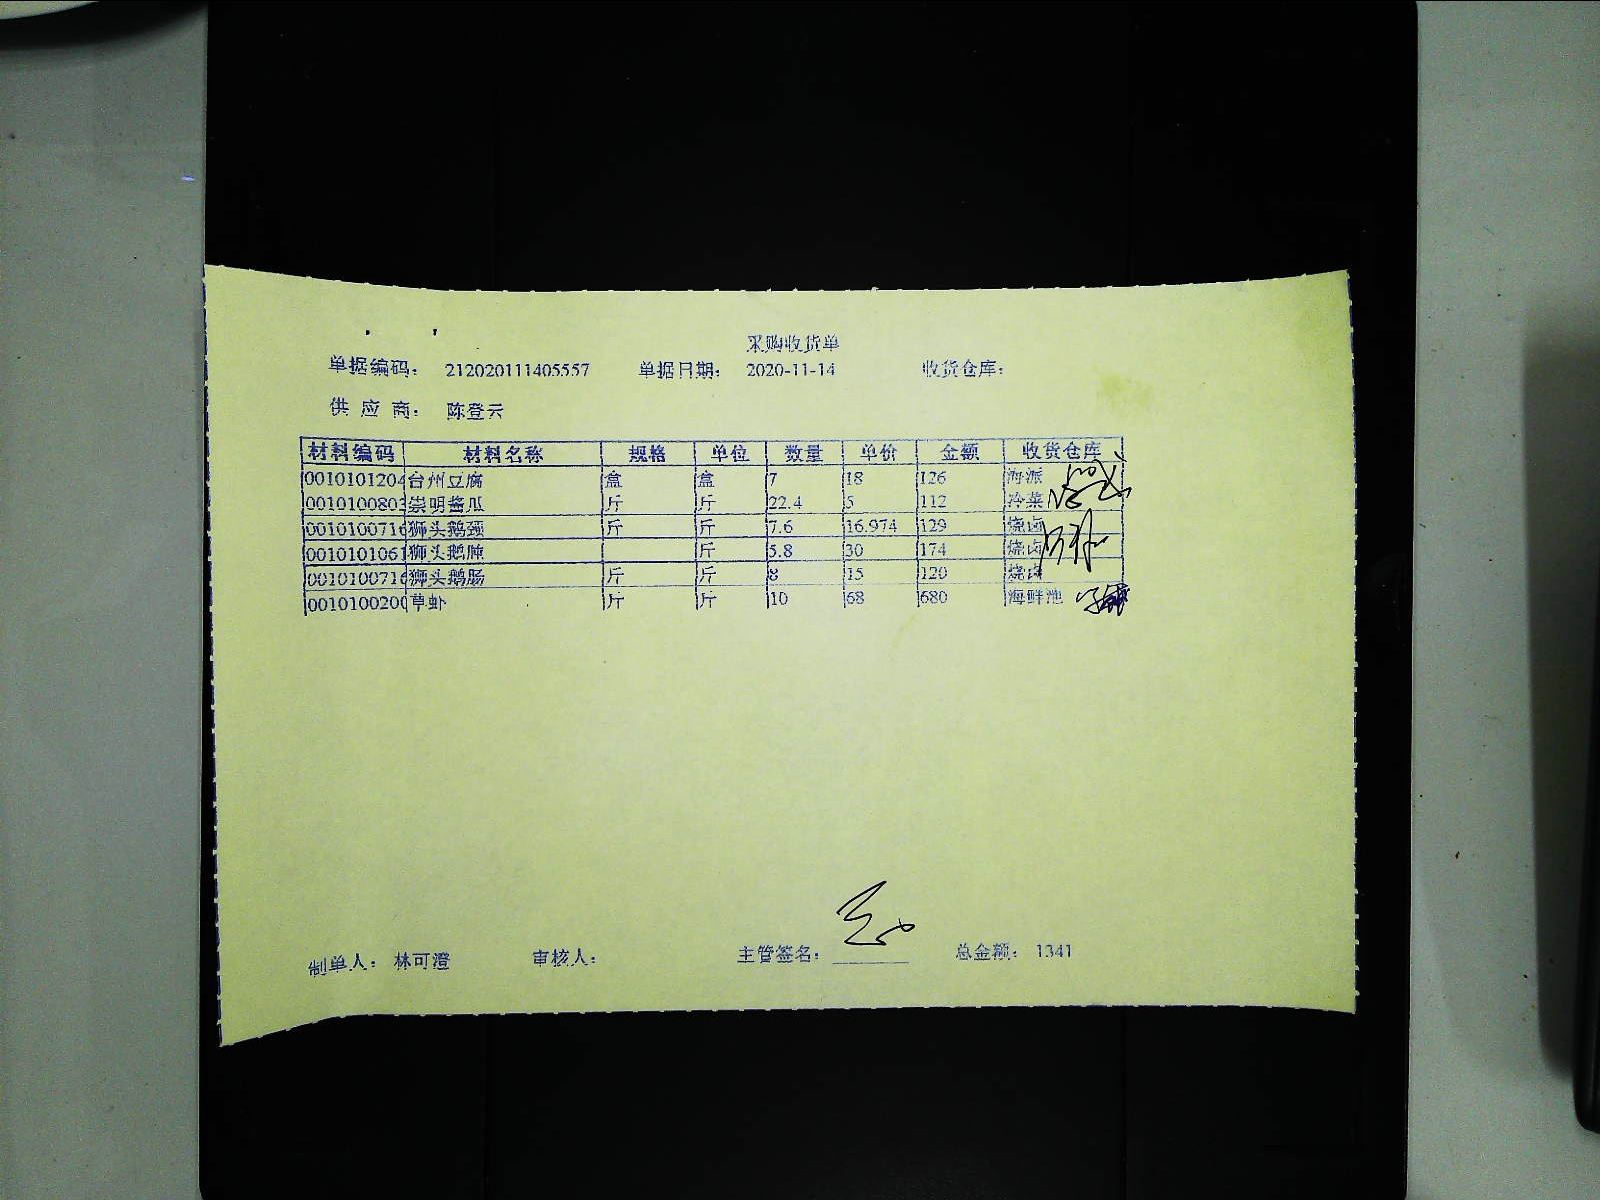 采购收货单
单据编码： 212020111405557 单据日期： 2020-11-14 收货仓库：
供 应 商： 陈登云
材料编码 材料名称 规格 单位 数量 单价 金额 收货仓库
0010101204 台州豆腐 盒 盒 7 18 126 海派
001010080 崇明酱瓜 斤 斤 22.4 5 112 冷菜
001010071 狮头鹅颈 斤 斤 7.6 16.974 129 烧卤
001010106 狮头鹅肫 斤 5.8 30 174 烧卤
001010071 狮头鹅肠 斤 斤 8 15 120 烧卤
001010020 草虾 斤 斤 10 68 680 海鲜池
制单人： 林可澄 审核人： 主管签名： 总金额： 1341